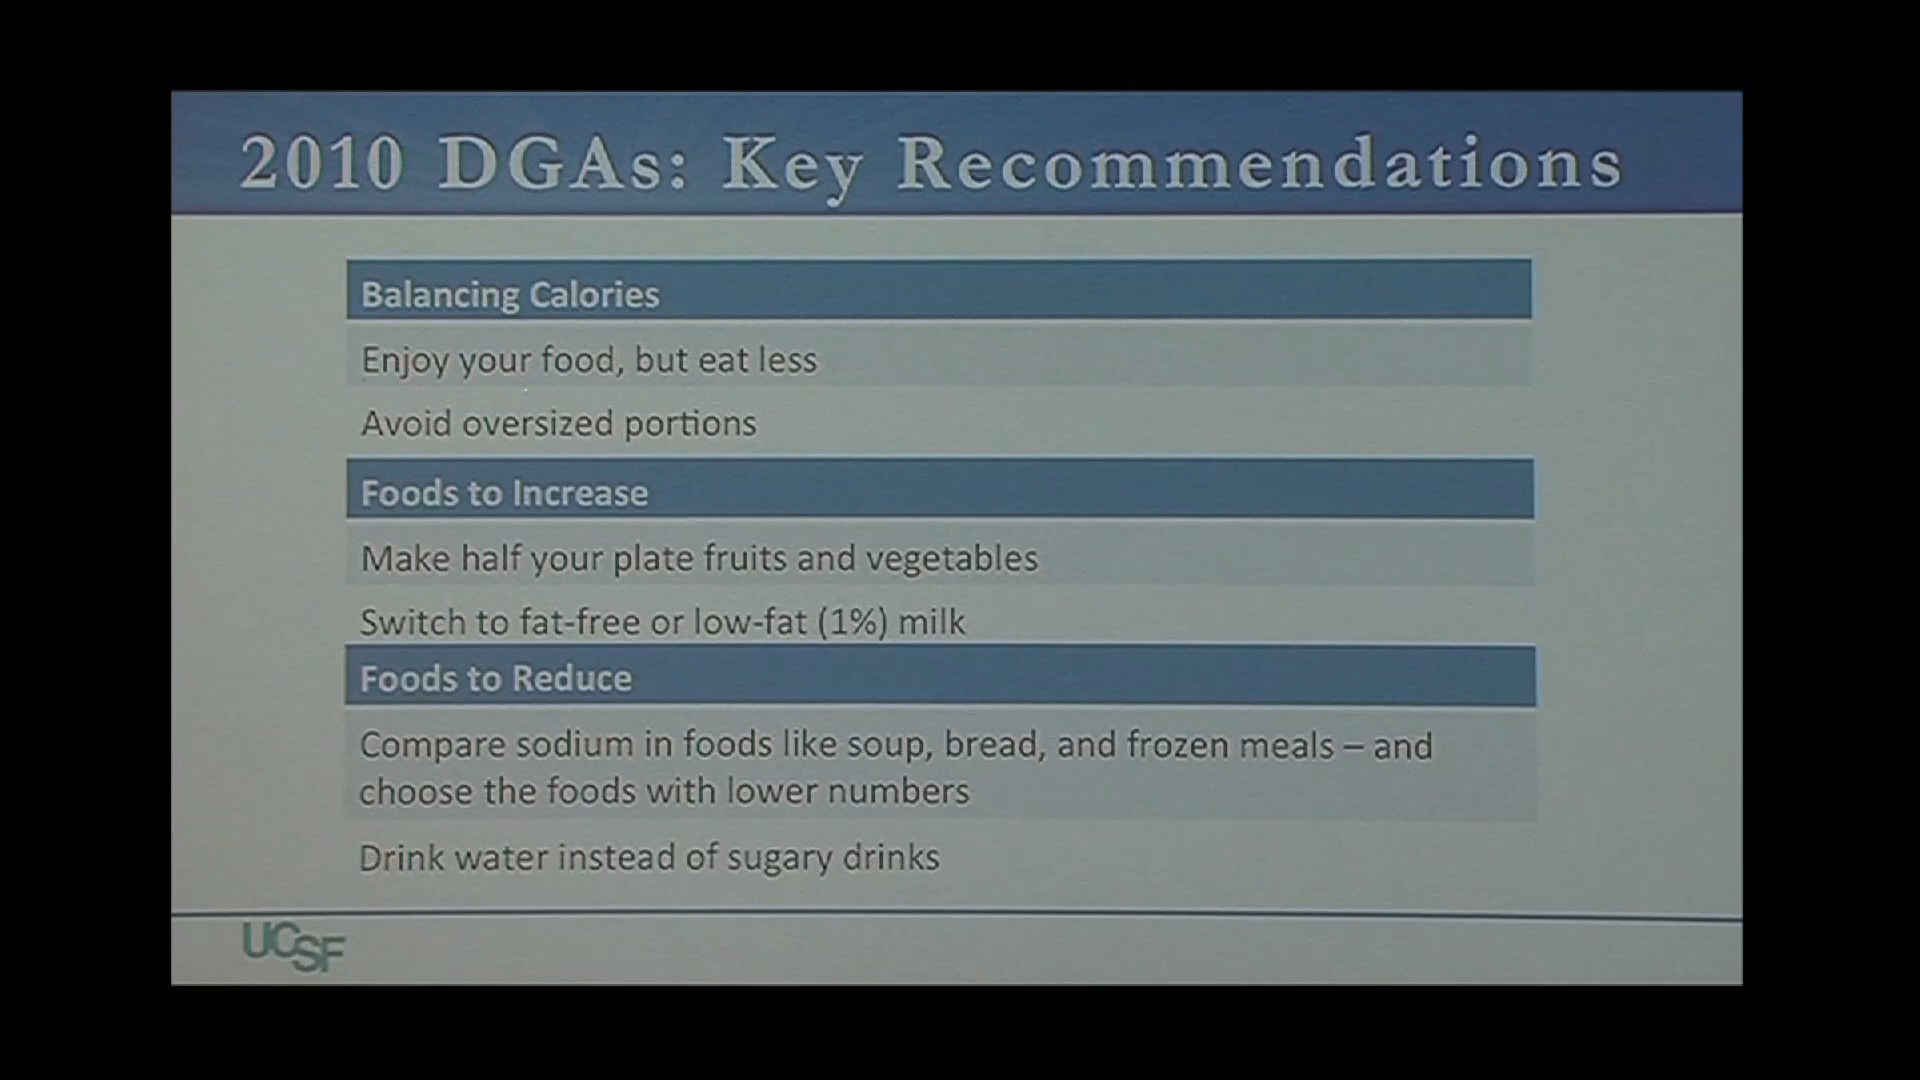 2010 DGAs: Key Recommendations
Balancing Calories
Enjoy your food, but eat less
Avoid oversized portions
Foods to Increase
Make half your plate fruits and vegetables
Switch to fat-free or low-fat (1%) milk
Foods to Reduce
Compare sodium in foods like soup, bread, and frozen meals – and
choose the foods with lower numbers
Drink water instead of sugary drinks
UCSF